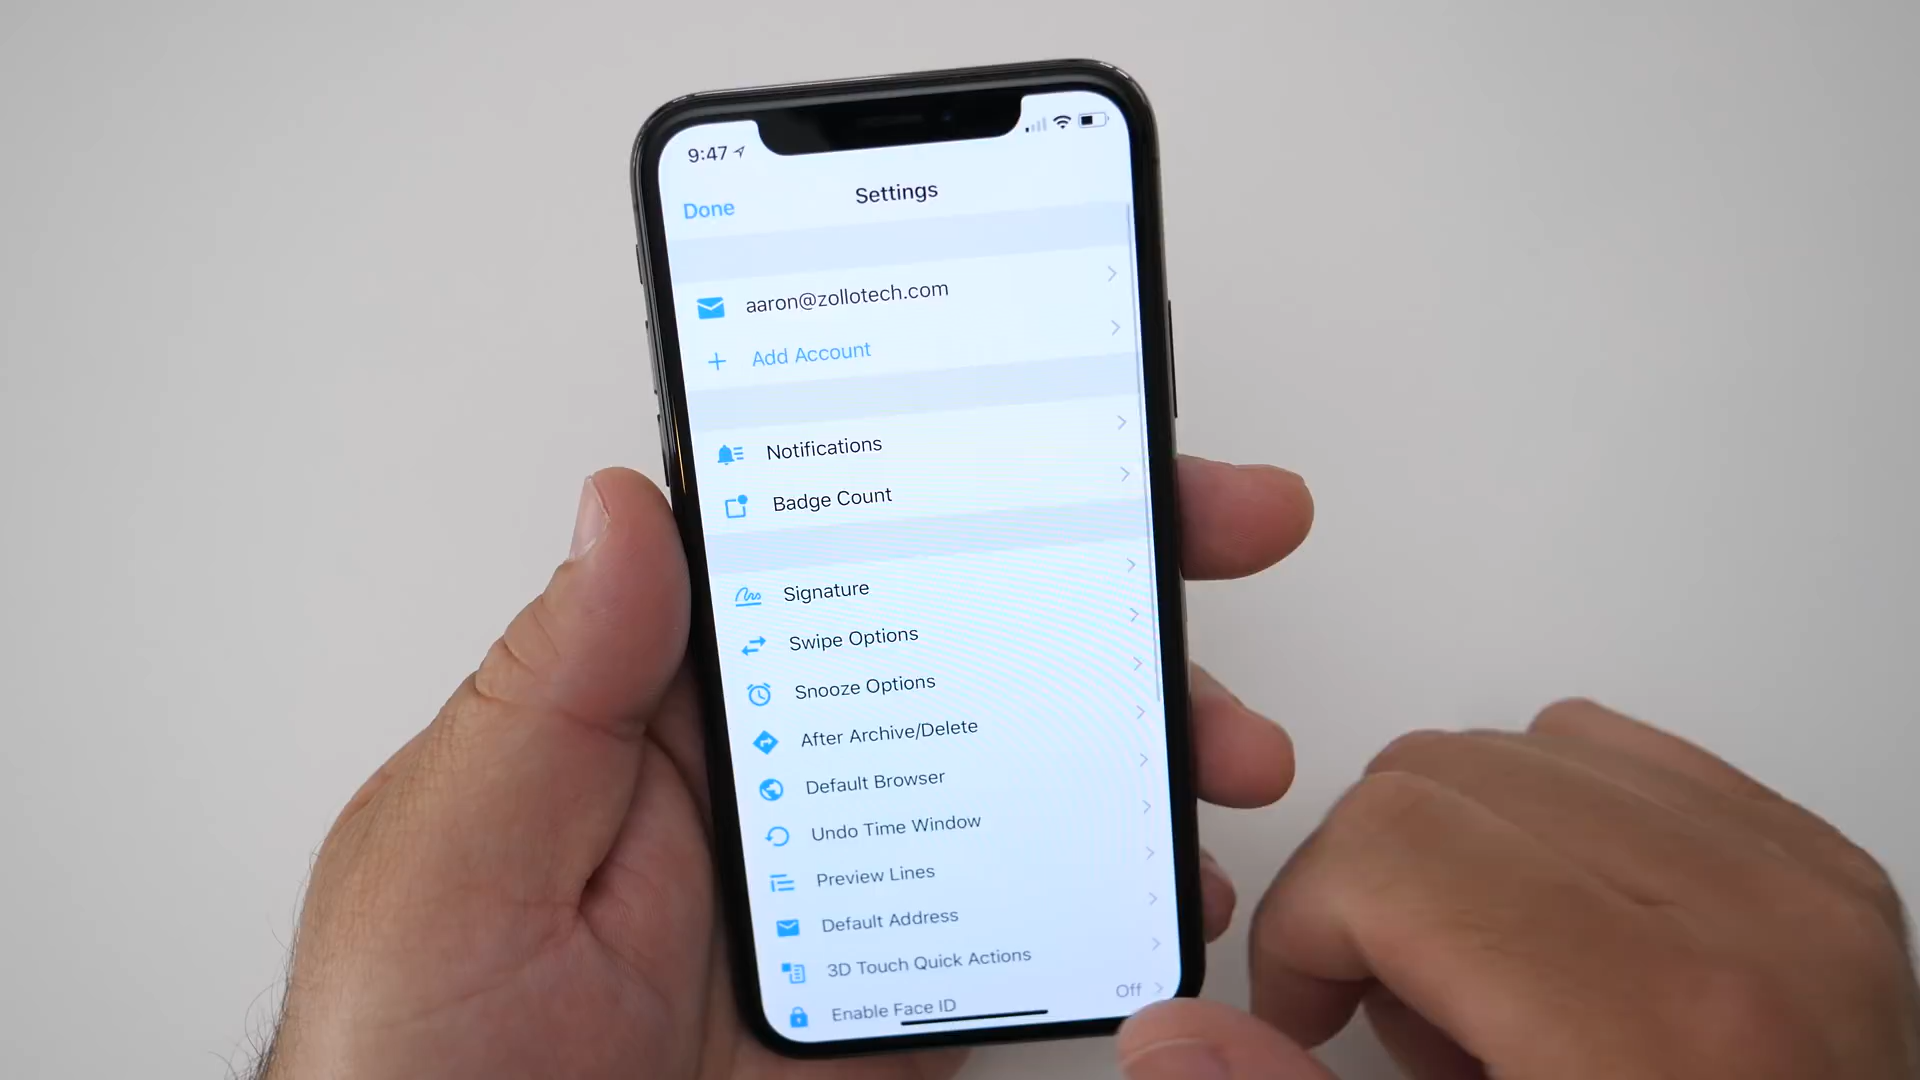 9:47
Done
Settings
aaron@zollotech.com
Add Account
Notifications
Badge Count
Signature
Swipe Options
Snooze Options
After Archive/Delete
Default Browser
Undo Time Window
Preview Lines
Default Address
3D Touch Quick Actions
Enable Face ID Off